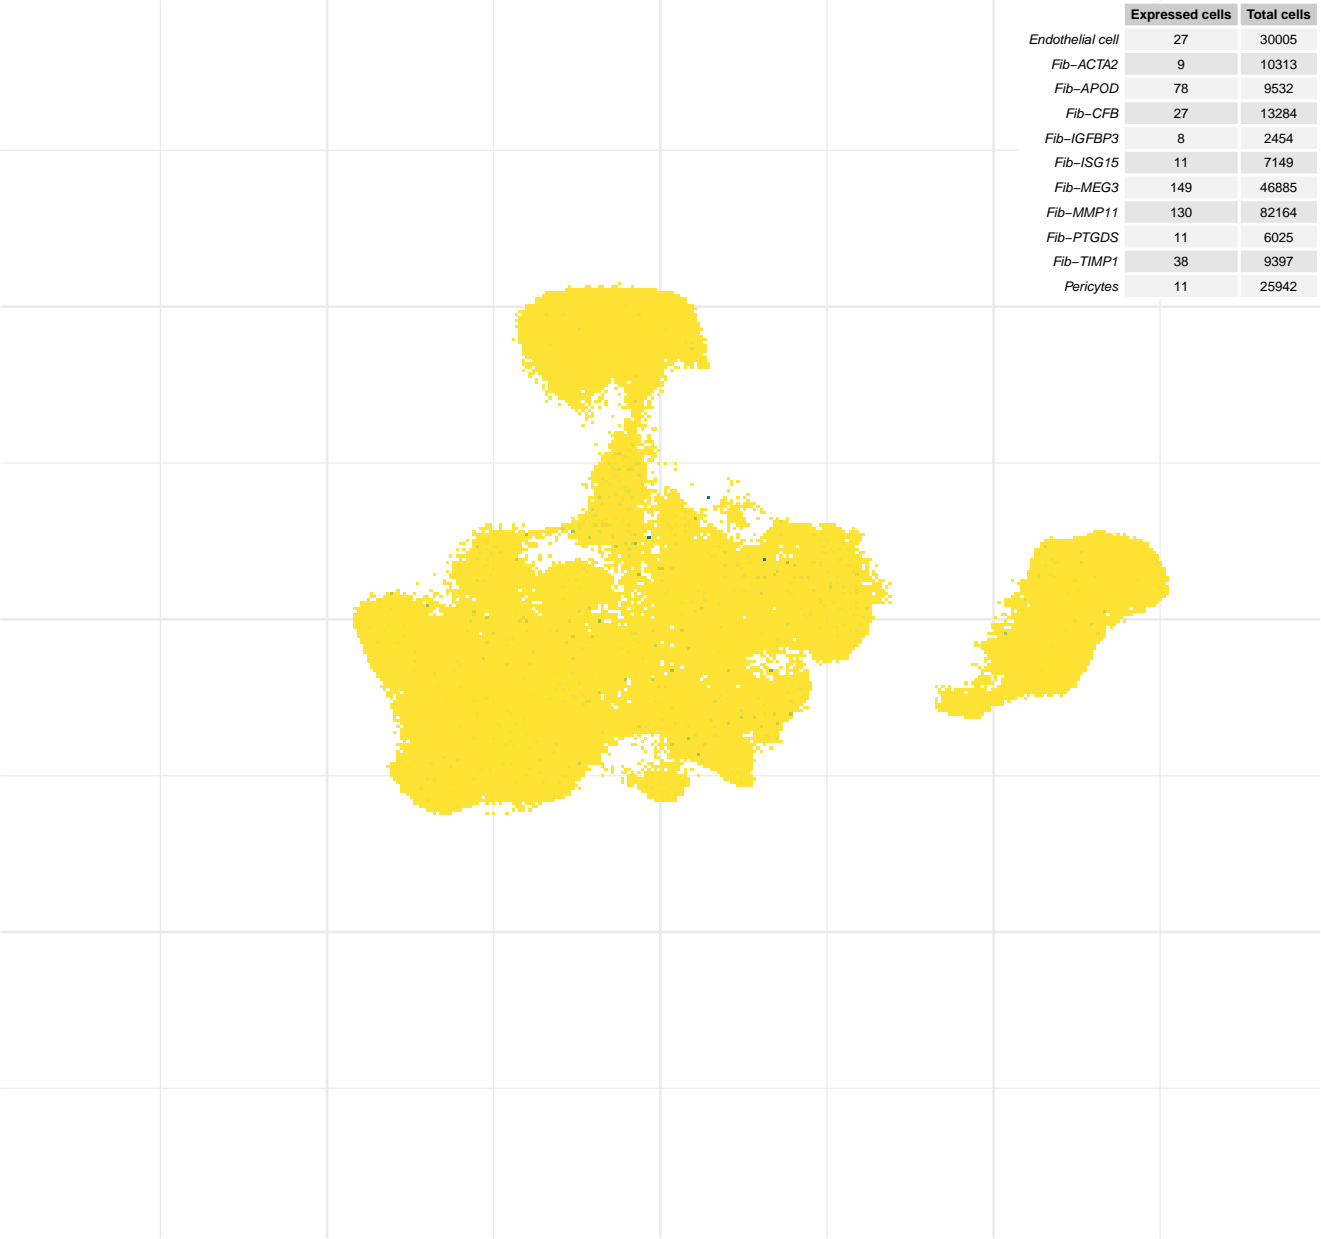 Expressed cells Total cells
Endothelial cell 27 30005
Fib−ACTA2 9 10313
Fib−APOD 78 9532
Fib−CFB 27 13284
Fib−IGFBP3 8 2454
Fib−ISG15 11 7149
Fib−MEG3 149 46885
Fib−MMP11 130 82164
Fib−PTGDS 11 6025
Fib−TIMP1 38 9397
Pericytes 11 25942